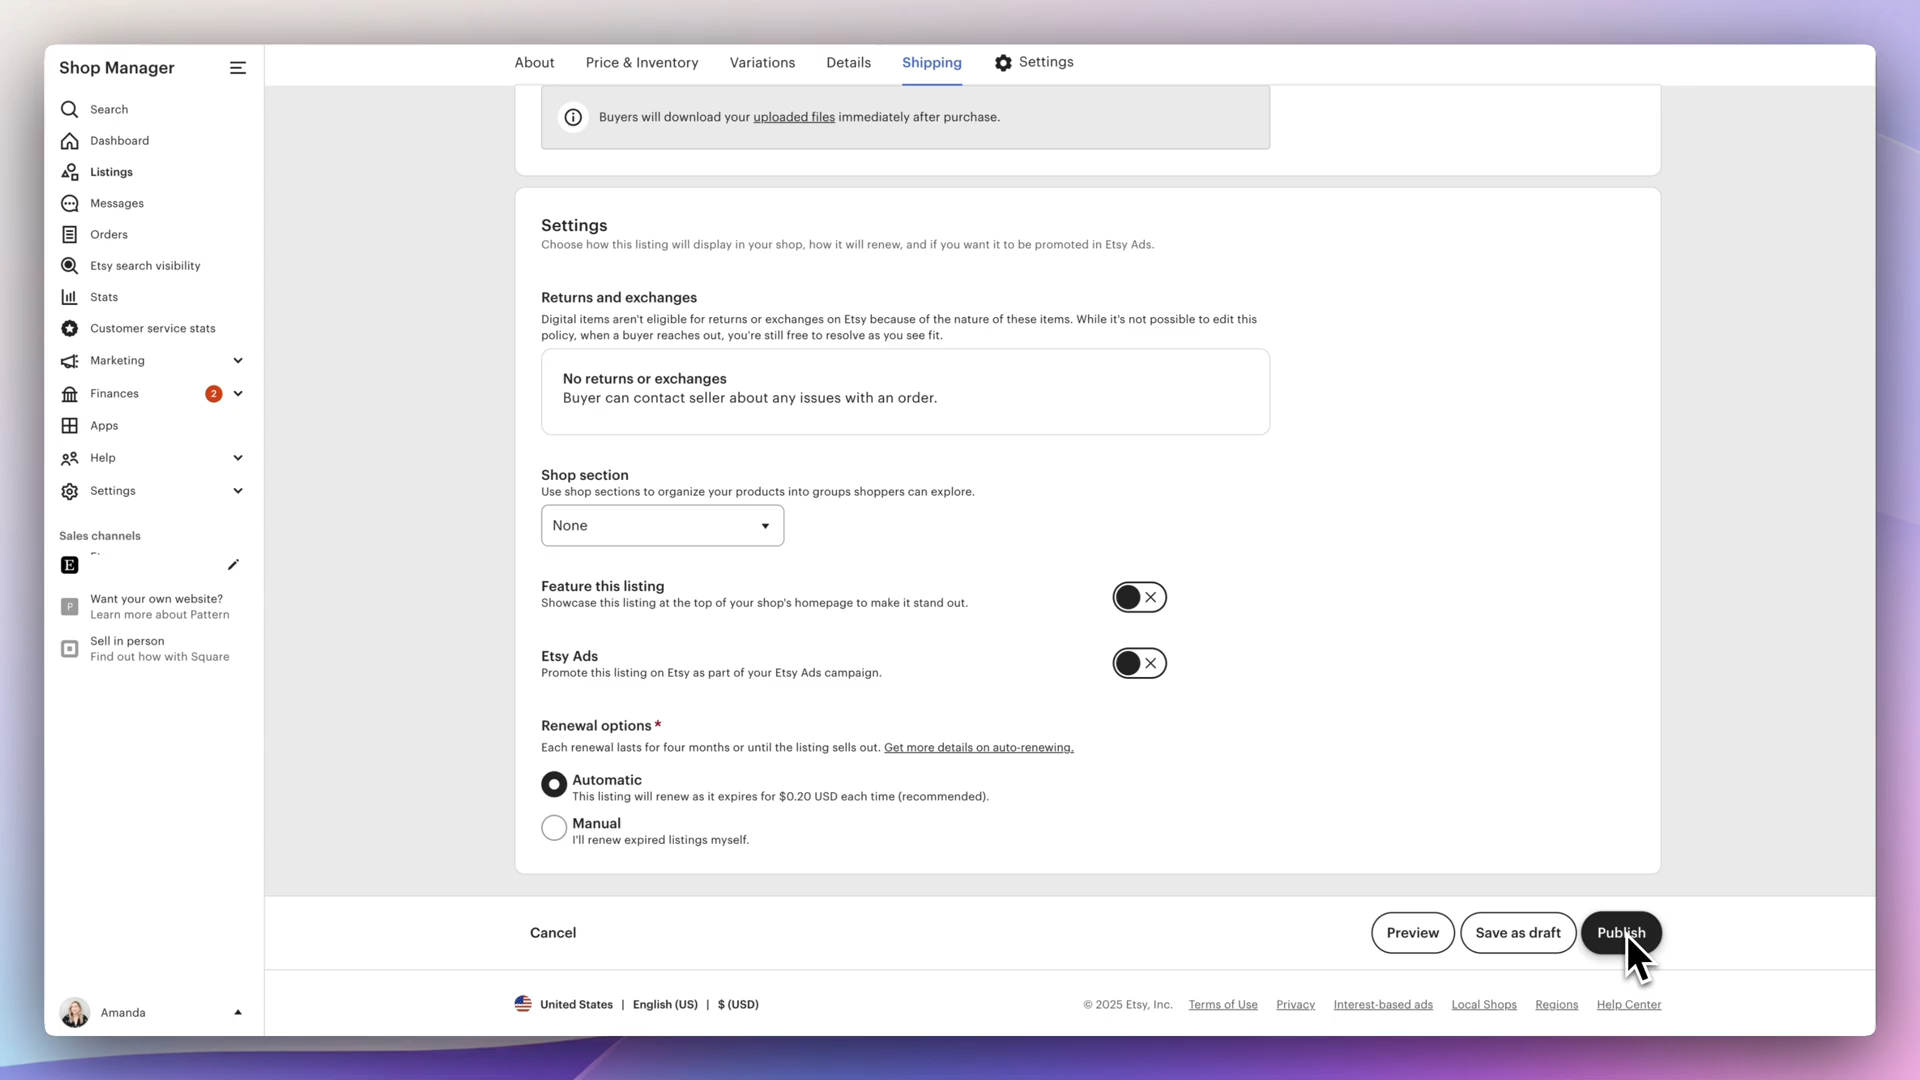 Shop Manager
Search
Dashboard
Listings
Messages
Orders
Etsy search visibility
Stats
Customer service stats
Marketing
Finances 2
Apps
Help
Settings
Sales channels
E
P
Want your own website?
Learn more about Pattern
Sell in person
Find out how with Square
Amanda
About Price & Inventory Variations Details Shipping Settings
Buyers will download your uploaded files immediately after purchase.
Settings
Choose how this listing will display in your shop, how it will renew, and if you want it to be promoted in Etsy Ads.
Returns and exchanges
Digital items aren't eligible for returns or exchanges on Etsy because of the nature of these items. While it's not possible to edit this
policy, when a buyer reaches out, you're still free to resolve as you see fit.
No returns or exchanges
Buyer can contact seller about any issues with an order.
Shop section
Use shop sections to organize your products into groups shoppers can explore.
None
Feature this listing
Showcase this listing at the top of your shop's homepage to make it stand out.
Etsy Ads
Promote this listing on Etsy as part of your Etsy Ads campaign.
Renewal options *
Each renewal lasts for four months or until the listing sells out. Get more details on auto-renewing.
Automatic
This listing will renew as it expires for $0.20 USD each time (recommended).
Manual
I'll renew expired listings myself.
Cancel Preview Save as draft Publish
United States | English (US) | $ (USD) © 2025 Etsy, Inc. Terms of Use Privacy Interest-based ads Local Shops Regions Help Center